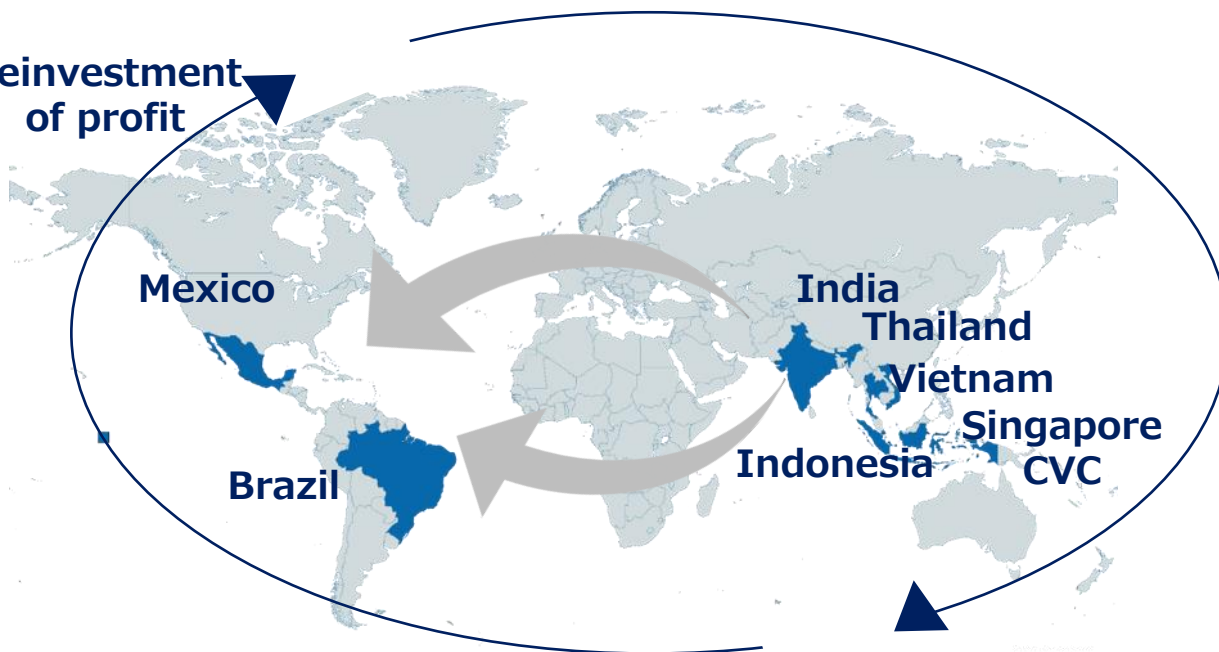 einvestment
of profit
Mexico
India
Thailand
Vietnam
Singapore
CVC
Indonesia
Brazil